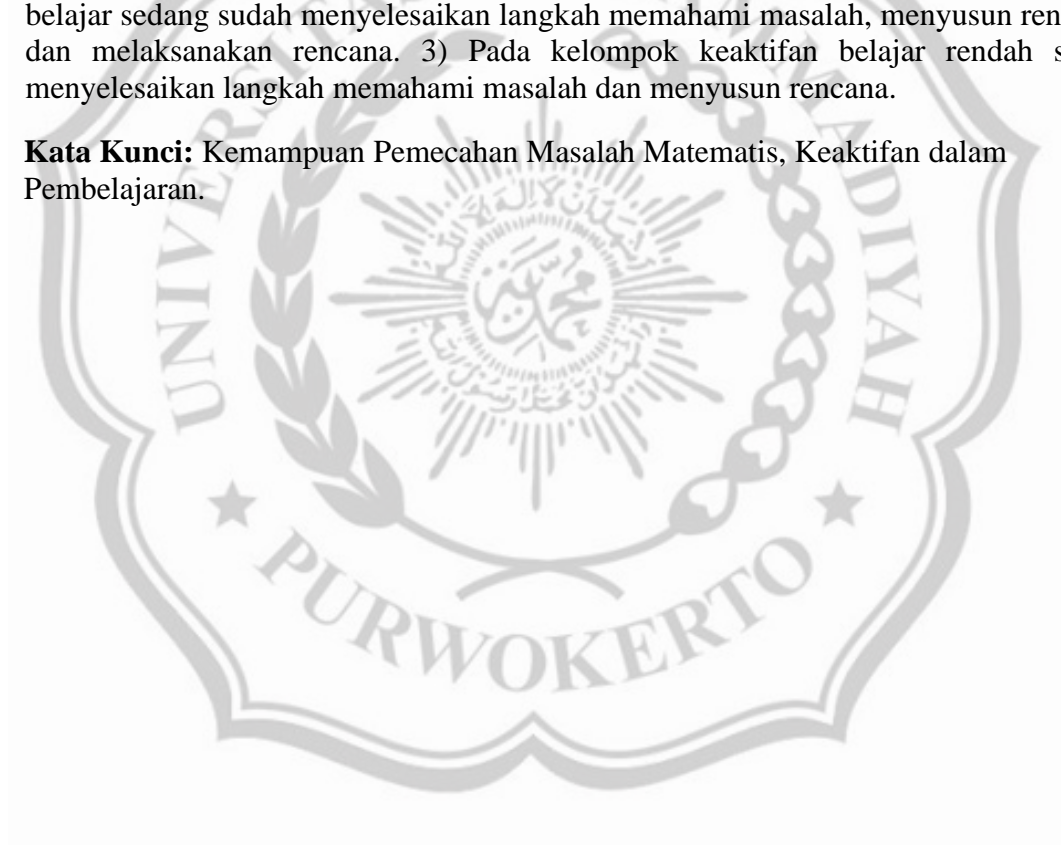 belajar sedang sudah menyelesaikan langkah memahami masalah, menyusun
dan melaksanakan rencana. 3) Pada kelompok keaktifan belajar rendah
menyelesaikan langkah memahami masalah dan menyusun rencana.
Kata Kunci: Kemampuan Pemecahan Masalah Matematis, Keaktifan dalam
Pembelajaran.
PURWOKERTO